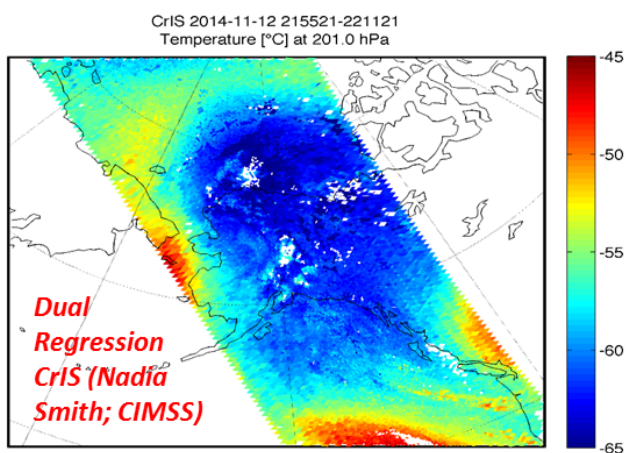 CrIS 2014-11-12 215521-221121
Temperature [°C] at 201.0 hPa
-45
-50
-55
-60
-65
Dual
Regression
CrIS (Nadia
Smith; CIMSS)